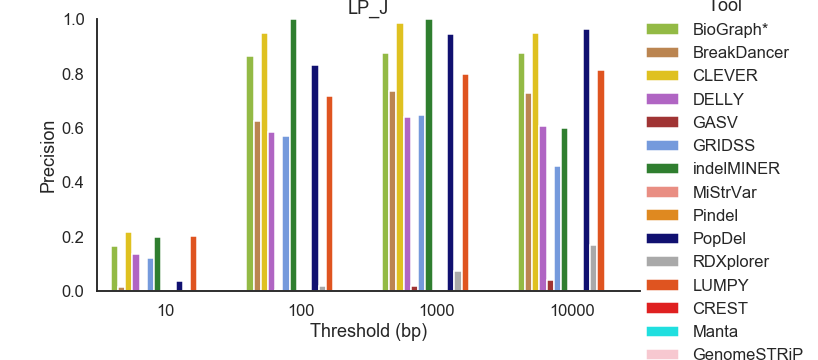 LP_J
Tool
1.0
0.8
0.6
0.4
0.2
0.0
Precision
10
100
1000
10000
Threshold (bp)
BioGraph*
BreakDancer
CLEVER
DELLY
GASV
GRIDSS
indelMINER
MiStrVar
Pindel
PopDel
RDXplorer
LUMPY
CREST
Manta
GenomeSTRiP